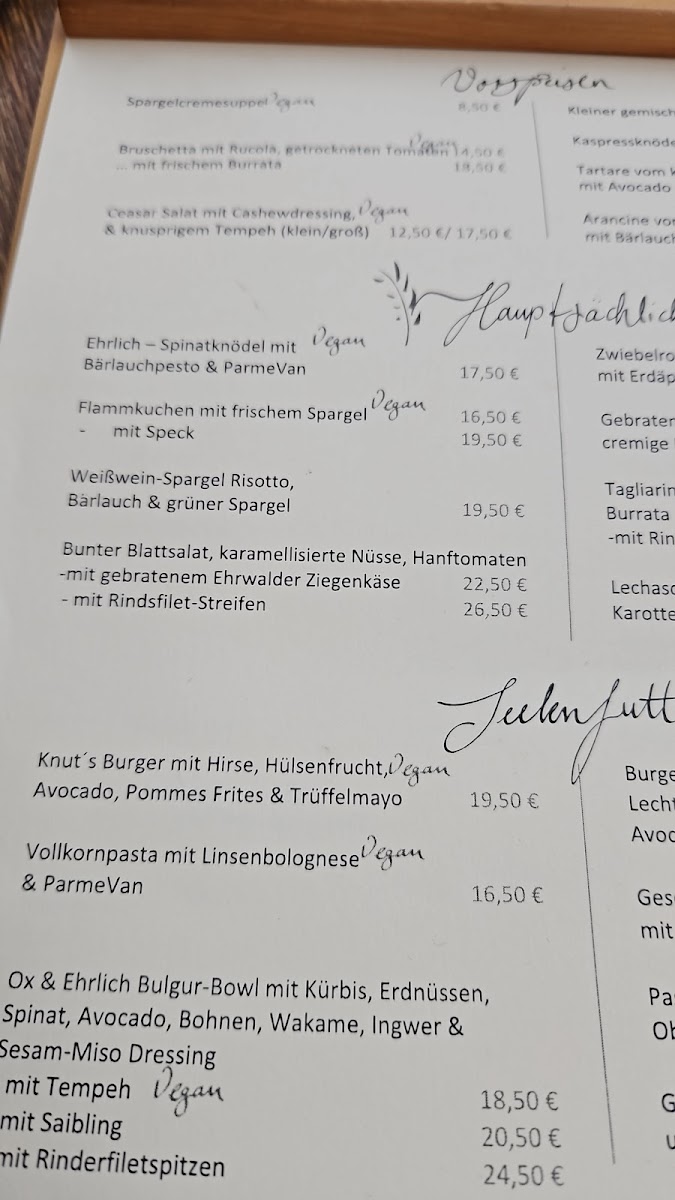 Vorspeisen
Spargelcremesuppe Vegan 8,50 €
Bruschetta mit Rucola, getrockneten Tomaten Vegan 14,50 €
... mit frischem Burrata 18,50 €
Ceasar Salat mit Cashewdressing, Vegan
& knusprigem Tempeh (klein/groß) 12,50 €/ 17,50 €
Kleiner gemisch
Kaspressknöde
Tartare vom
mit Avocado
Arancine vo
mit Bärlauch
Hauptsächlich
Ehrlich – Spinatknödel mit Vegan
Bärlauchpesto & ParmeVan 17,50 €
Flammkuchen mit frischem Spargel Vegan 16,50 €
- mit Speck 19,50 €
Weißwein-Spargel Risotto,
Bärlauch & grüner Spargel 19,50 €
Bunter Blattsalat, karamellisierte Nüsse, Hanftomaten
-mit gebratenem Ehrwalder Ziegenkäse 22,50 €
- mit Rindsfilet-Streifen 26,50 €
Zwiebelro
mit Erdäp
Gebraten
cremige
Tagliarin
Burrata
-mit Rin
Lechasc
Karotte
Seelenfutt
Knut´s Burger mit Hirse, Hülsenfrucht, Vegan
Avocado, Pommes Frites & Trüffelmayo 19,50 €
Vollkornpasta mit Linsenbolognese Vegan
& ParmeVan 16,50 €
Ox & Ehrlich Bulgur-Bowl mit Kürbis, Erdnüssen,
Spinat, Avocado, Bohnen, Wakame, Ingwer &
Sesam-Miso Dressing
mit Tempeh Vegan 18,50 €
mit Saibling 20,50 €
mit Rinderfiletspitzen 24,50 €
Burge
Lecht
Avoc
Ges
mit
Pa
Ob
G
u